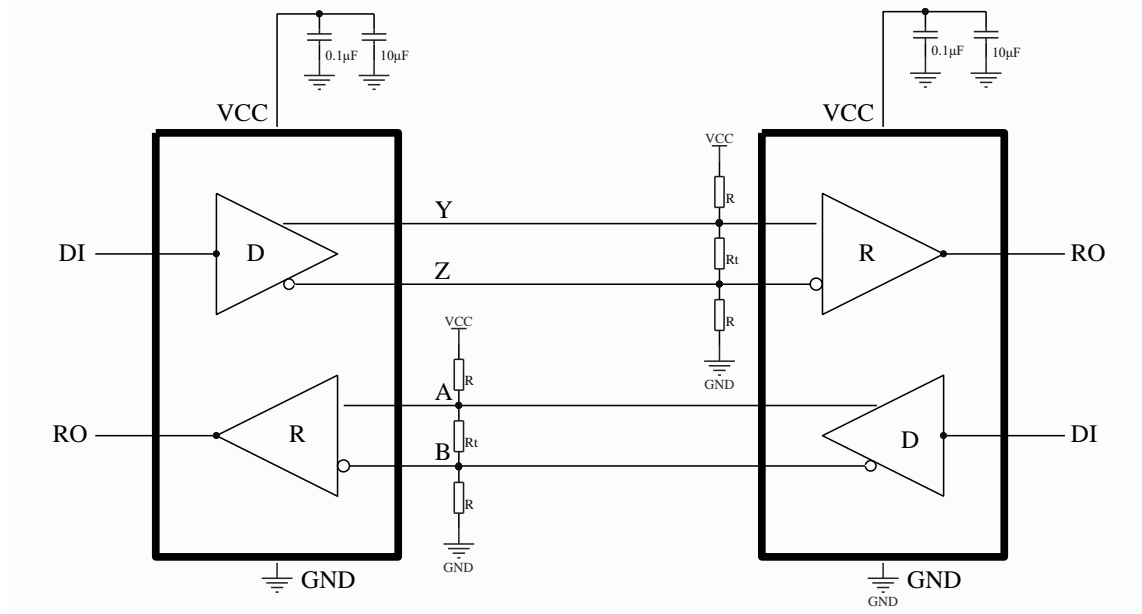 0.1μF 10μF
0.1μF 10μF
VCC
VCC
VCC
R
Y
DI
D
Rt
R
RO
Z
R
VCC
GND
R
A
RO
R
Rt
D
DI
B
R
GND
GND
GND
GND